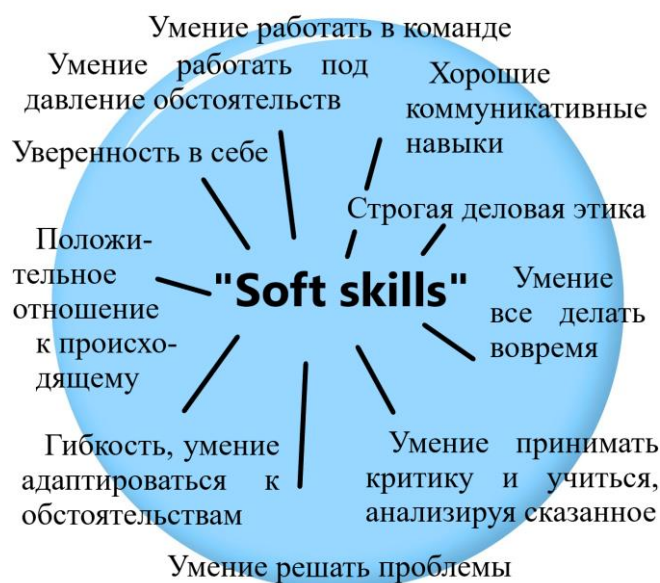 Умение работать в команде
Умение работать под
давление обстоятельств
Хорошие
коммуникативные
навыки
Уверенность в себе
Строгая деловая этика
Положи-
тельное
отношение
к происхо-
дящему
"Soft skills"
Умение
все делать
вовремя
Гибкость, умение
адаптироваться к
обстоятельствам
Умение принимать
критику и учиться,
анализируя сказанное
Умение решать проблемы